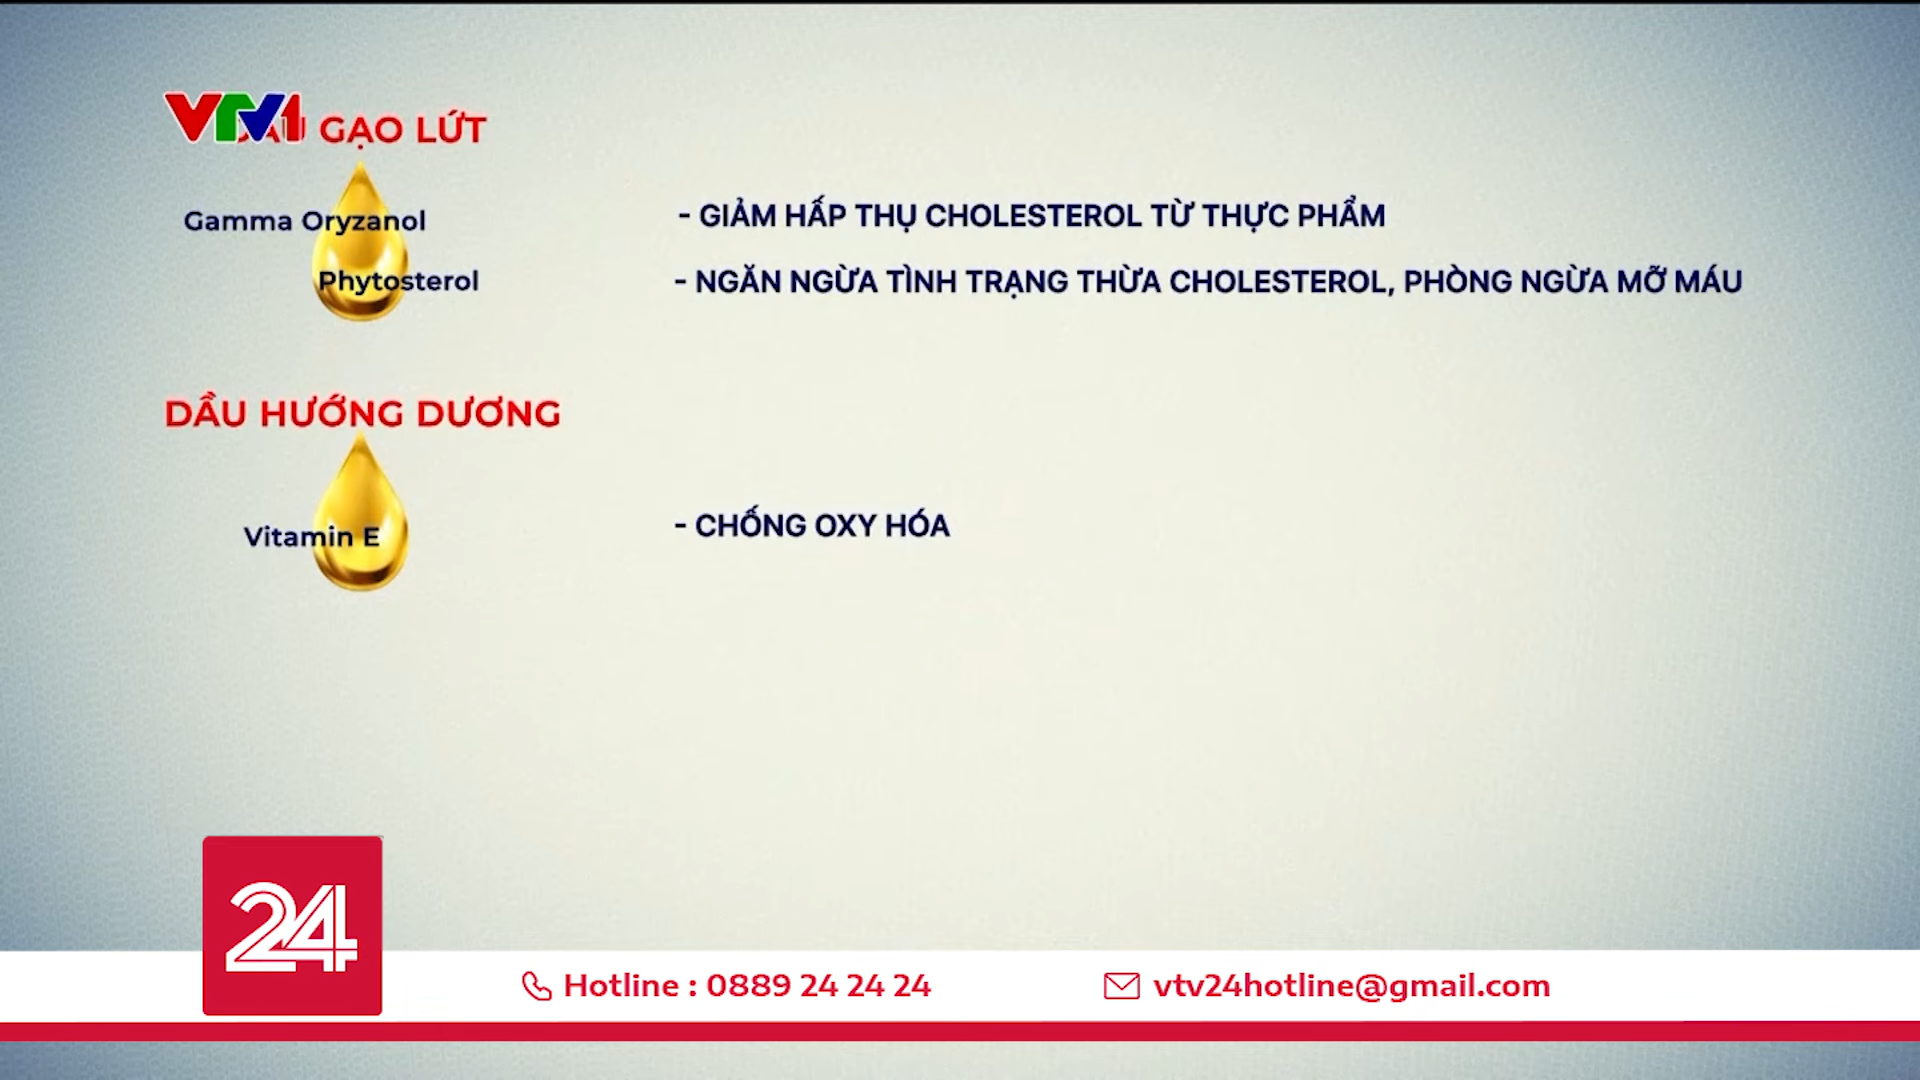 VTV1
GẠO LỨT
Gamma Oryzanol
- GIẢM HẤP THỤ CHOLESTEROL TỪ THỰC PHẨM
Phytosterol
- NGĂN NGỪA TÌNH TRẠNG THỪA CHOLESTEROL, PHÒNG NGỪA MỠ MÁU
DẦU HƯỚNG DƯƠNG
Vitamin E
- CHỐNG OXY HÓA
24
Hotline : 0889 24 24 24
vtv24hotline@gmail.com